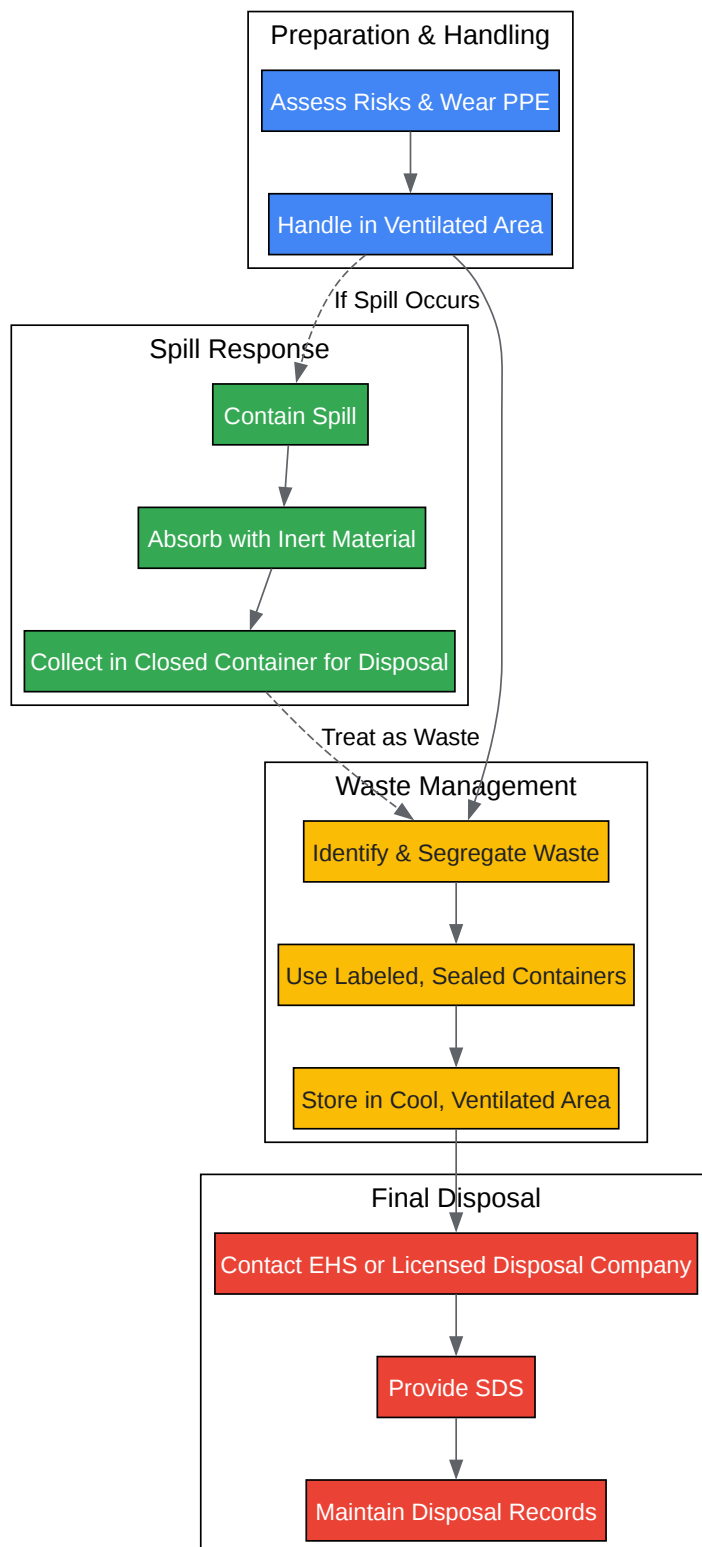 Preparation & Handling
Assess Risks & Wear PPE
Handle in Ventilated Area
If Spill Occurs
Spill Response
Contain Spill
Absorb with Inert Material
Collect in Closed Container for Disposal
Treat as Waste
Waste Management
Identify & Segregate Waste
Use Labeled, Sealed Containers
Store in Cool, Ventilated Area
Final Disposal
Contact EHS or Licensed Disposal Company
Provide SDS
Maintain Disposal Records